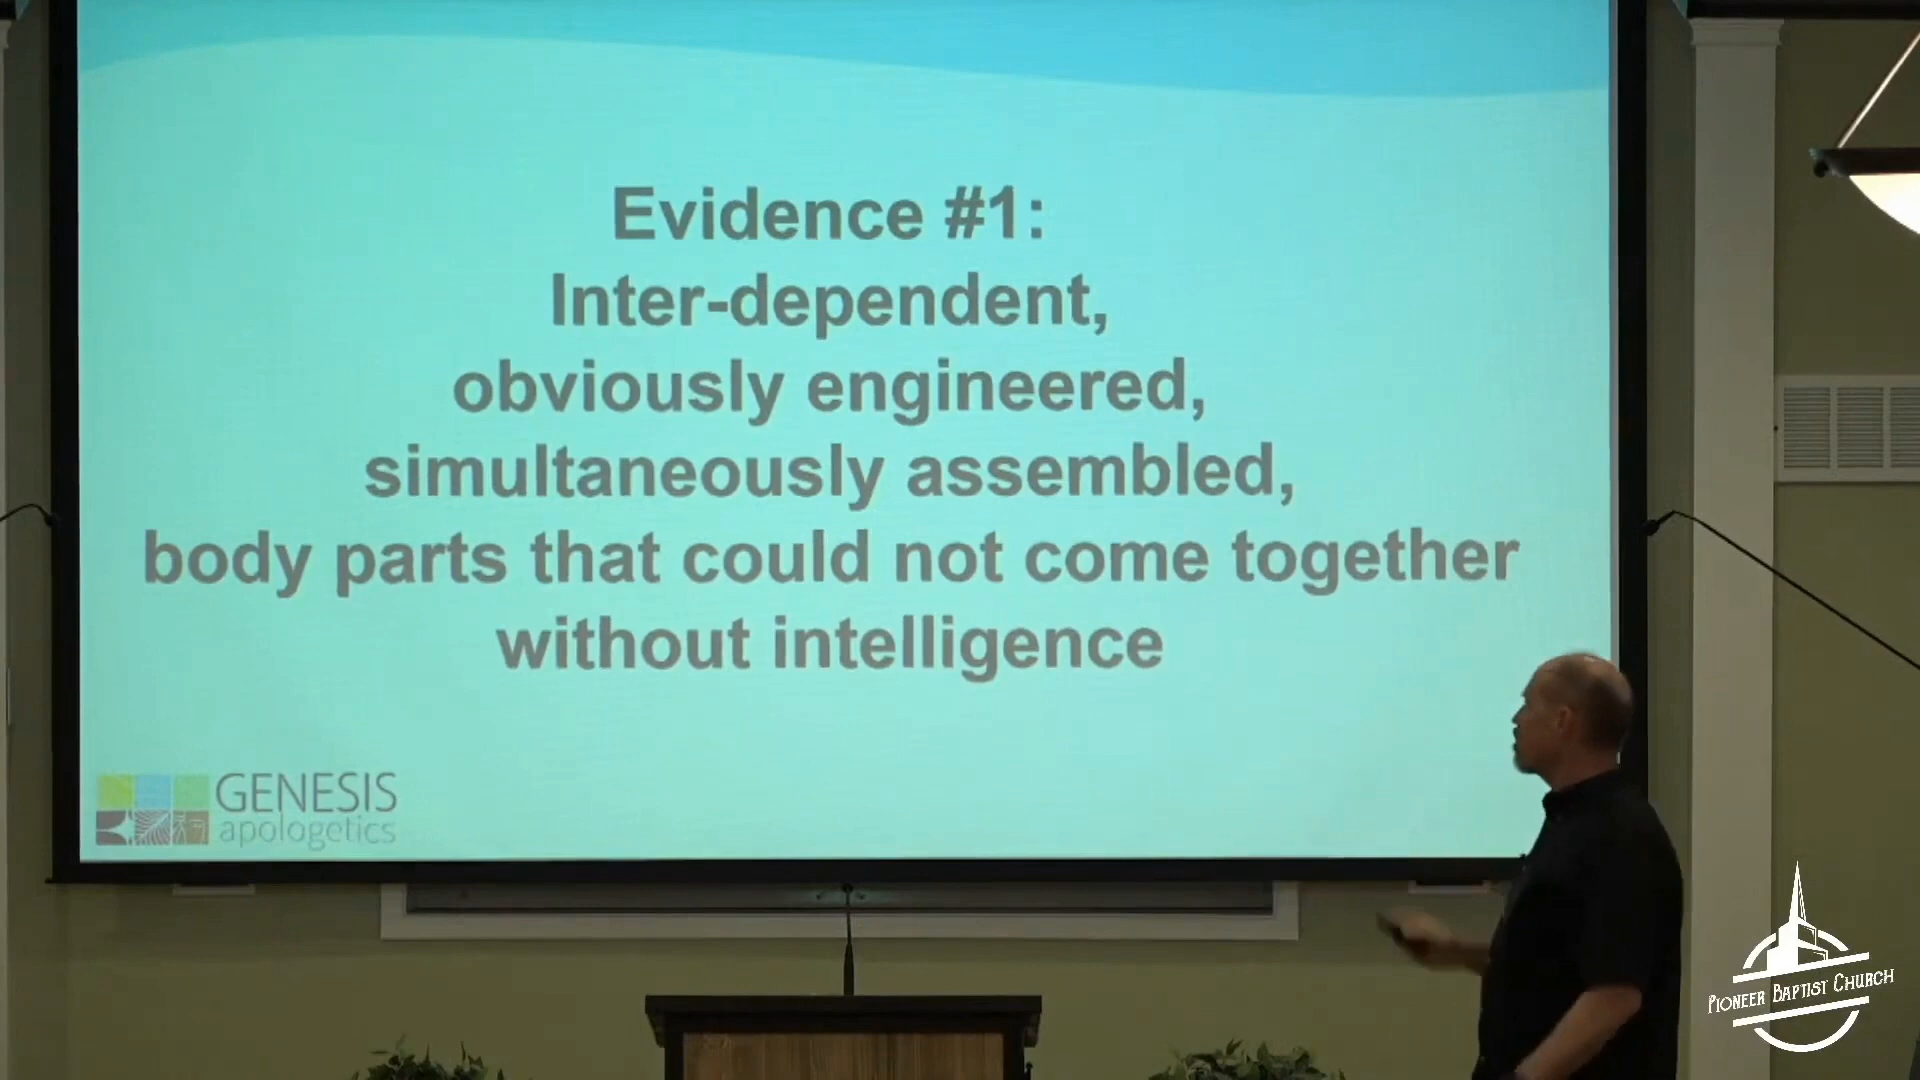 Evidence #1:
Inter-dependent,
obviously engineered,
simultaneously assembled,
body parts that could not come together
without intelligence
GENESIS
apologetics
PIONEER BAPTIST CHURCH